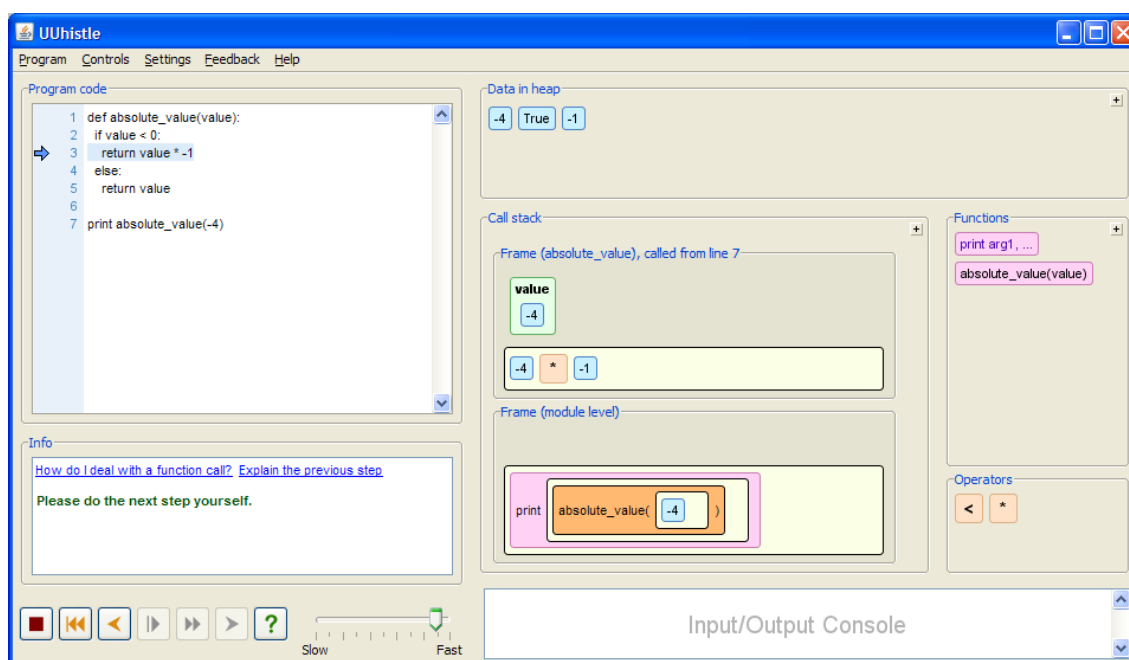 UUhistle
Program Controls Settings Feedback Help
Program code
1 def absolute_value(value):
2 if value < 0:
3 return value * -1
4 else:
5 return value
6
7 print absolute_value(-4)
Info
How do I deal with a function call? Explain the previous step
Please do the next step yourself.
?
Slow Fast
Data in heap
+
-4 True -1
Call stack
+
Frame (absolute_value), called from line 7
value
-4
-4 * -1
Frame (module level)
print absolute_value( -4 )
Functions
+
print arg1, ...
absolute_value(value)
Operators
< *
Input/Output Console